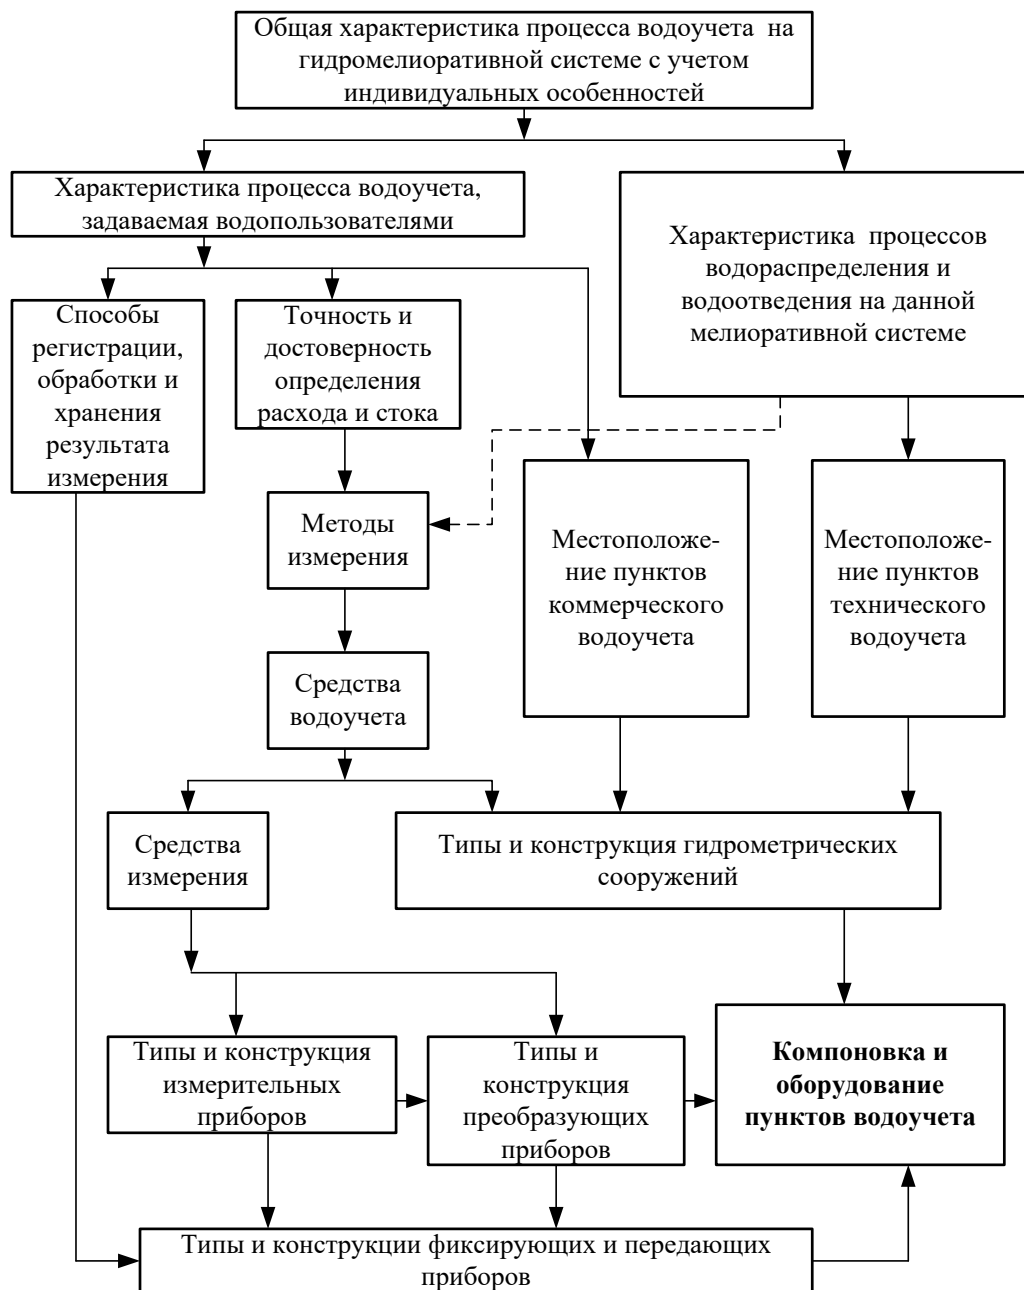 Общая характеристика процесса водоучета на
гидромелиоративной системе с учетом
индивидуальных особенностей
Характеристика процесса водоучета,
задаваемая водопользователями
Характеристика процессов
водораспределения и
водоотведения на данной
мелиоративной системе
Способы
регистрации,
обработки и
хранения
результата
измерения
Точность и
достоверность
определения
расхода и стока
Методы
измерения
Местоположе-
ние пунктов
коммерческого
водоучета
Местоположе-
ние пунктов
технического
водоучета
Средства
водоучета
Средства
измерения
Типы и конструкция гидрометрических
сооружений
Типы и конструкция
измерительных
приборов
Типы и
конструкция
преобразующих
приборов
Компоновка и
оборудование
пунктов водоучета
Типы и конструкции фиксирующих и передающих
приборов